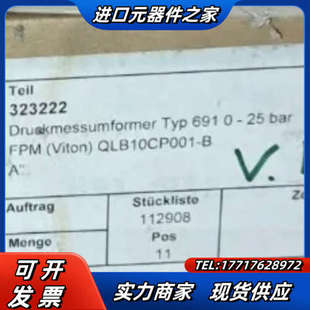 进口元器件之家
Teil
323222
Druckmessumformer Typ 691 0 - 25 bar
FPM (Viton) QLB10CP001-B
A"
V.
Auftrag
Stückliste
112908
Menge
Pos
11
可开发票
TEL:17717628972
实力商家 现货供应